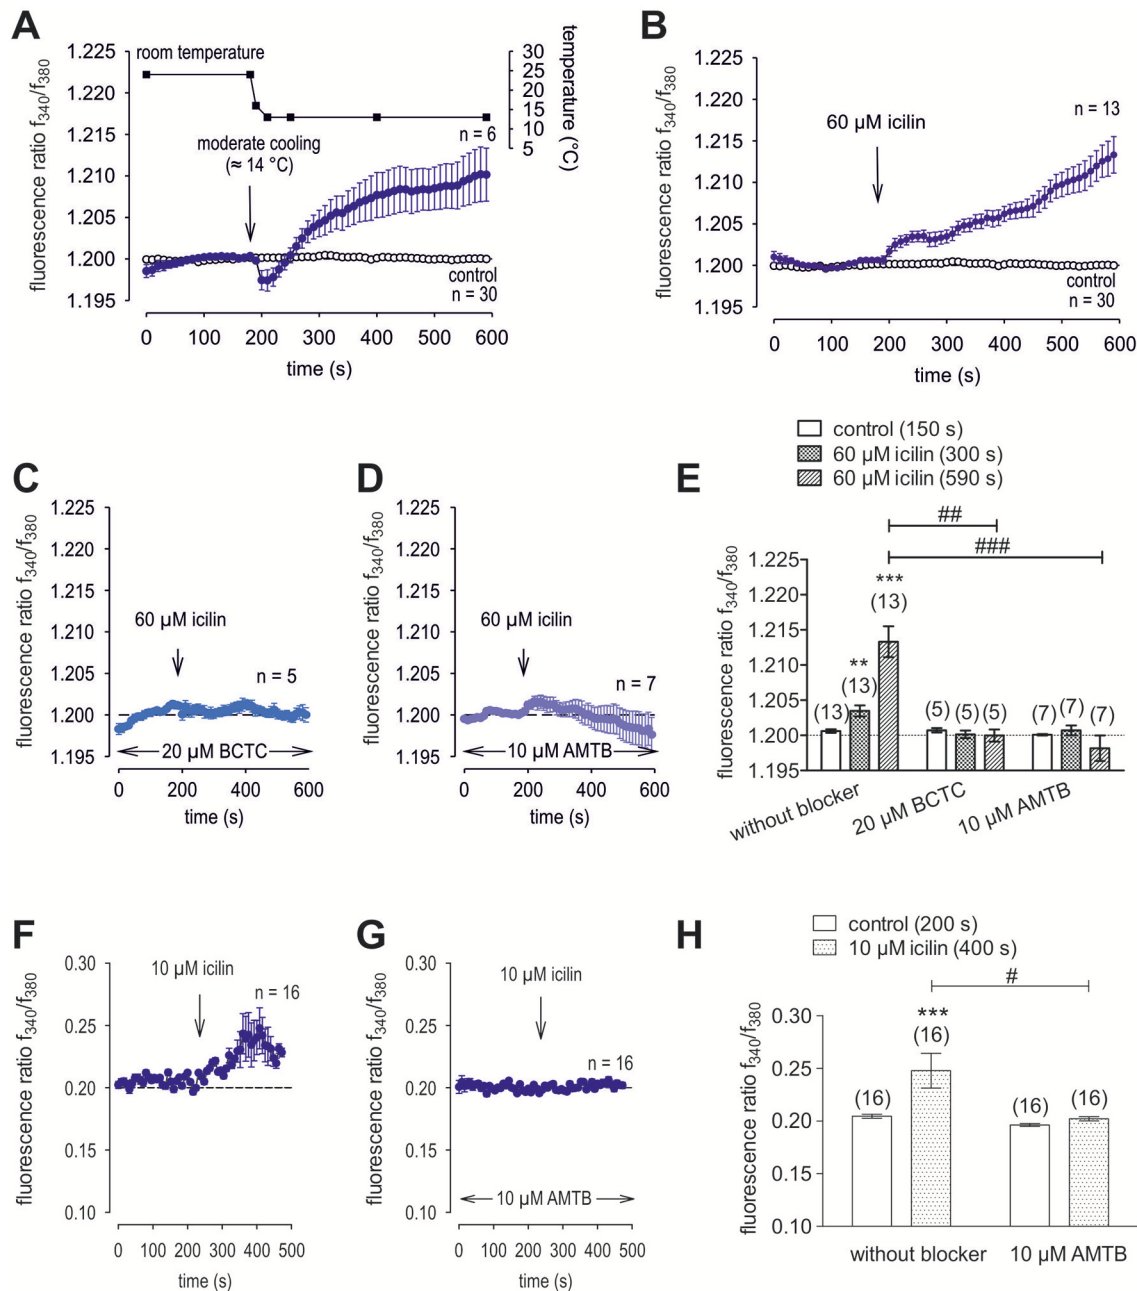 A
fluorescence ratio f340/f380
1.225
1.220
1.215
1.210
1.205
1.200
1.195
room temperature
moderate cooling
(≈ 14 °C)
30
25
20
15
10
5
temperature (°C)
n = 6
control
n = 30
0 100 200 300 400 500 600
time (s)
B
fluorescence ratio f340/f380
1.225
1.220
1.215
1.210
1.205
1.200
1.195
60 µM icilin
n = 13
control
n = 30
0 100 200 300 400 500 600
time (s)
C
fluorescence ratio f340/f380
1.225
1.220
1.215
1.210
1.205
1.200
1.195
60 µM icilin
n = 5
20 µM BCTC
0 200 400 600
time (s)
D
fluorescence ratio f340/f380
1.225
1.220
1.215
1.210
1.205
1.200
1.195
60 µM icilin
n = 7
10 µM AMTB
0 200 400 600
time (s)
control (150 s)
60 µM icilin (300 s)
60 µM icilin (590 s)
E
##
###
fluorescence ratio f340/f380
1.225
1.220
1.215
1.210
1.205
1.200
1.195
***
(13)
**
(13)
(13)
(5) (5) (5)
(7) (7) (7)
without blocker
20 µM BCTC
10 µM AMTB
F
fluorescence ratio f340/f380
0.30
0.25
0.20
0.15
0.10
10 µM icilin
n = 16
0 100 200 300 400 500
time (s)
G
fluorescence ratio f340/f380
0.30
0.25
0.20
0.15
0.10
10 µM icilin
n = 16
10 µM AMTB
0 100 200 300 400 500
time (s)
control (200 s)
10 µM icilin (400 s)
H
#
fluorescence ratio f340/f380
0.30
0.25
0.20
0.15
0.10
***
(16)
(16)
(16) (16)
without blocker 10 µM AMTB